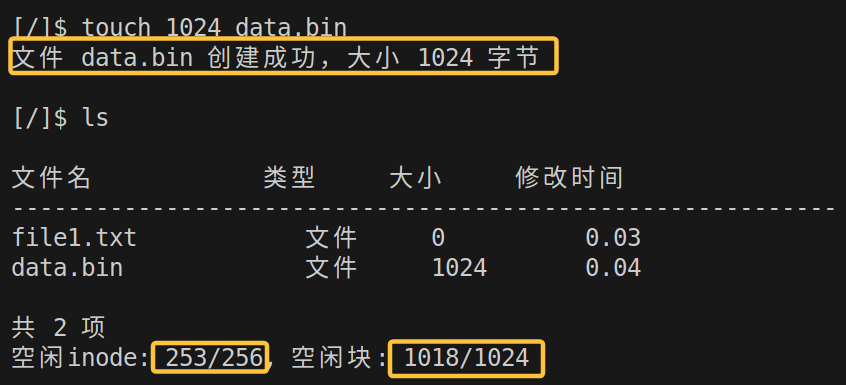 [/]$ touch 1024 data.bin
文件 data.bin 创建成功，大小 1024 字节
[/]$ ls
文件名 类型 大小 修改时间
-----------------------------------------------------------
file1.txt 文件 0 0.03
data.bin 文件 1024 0.04
共 2 项
空闲inode: 253/256, 空闲块: 1018/1024